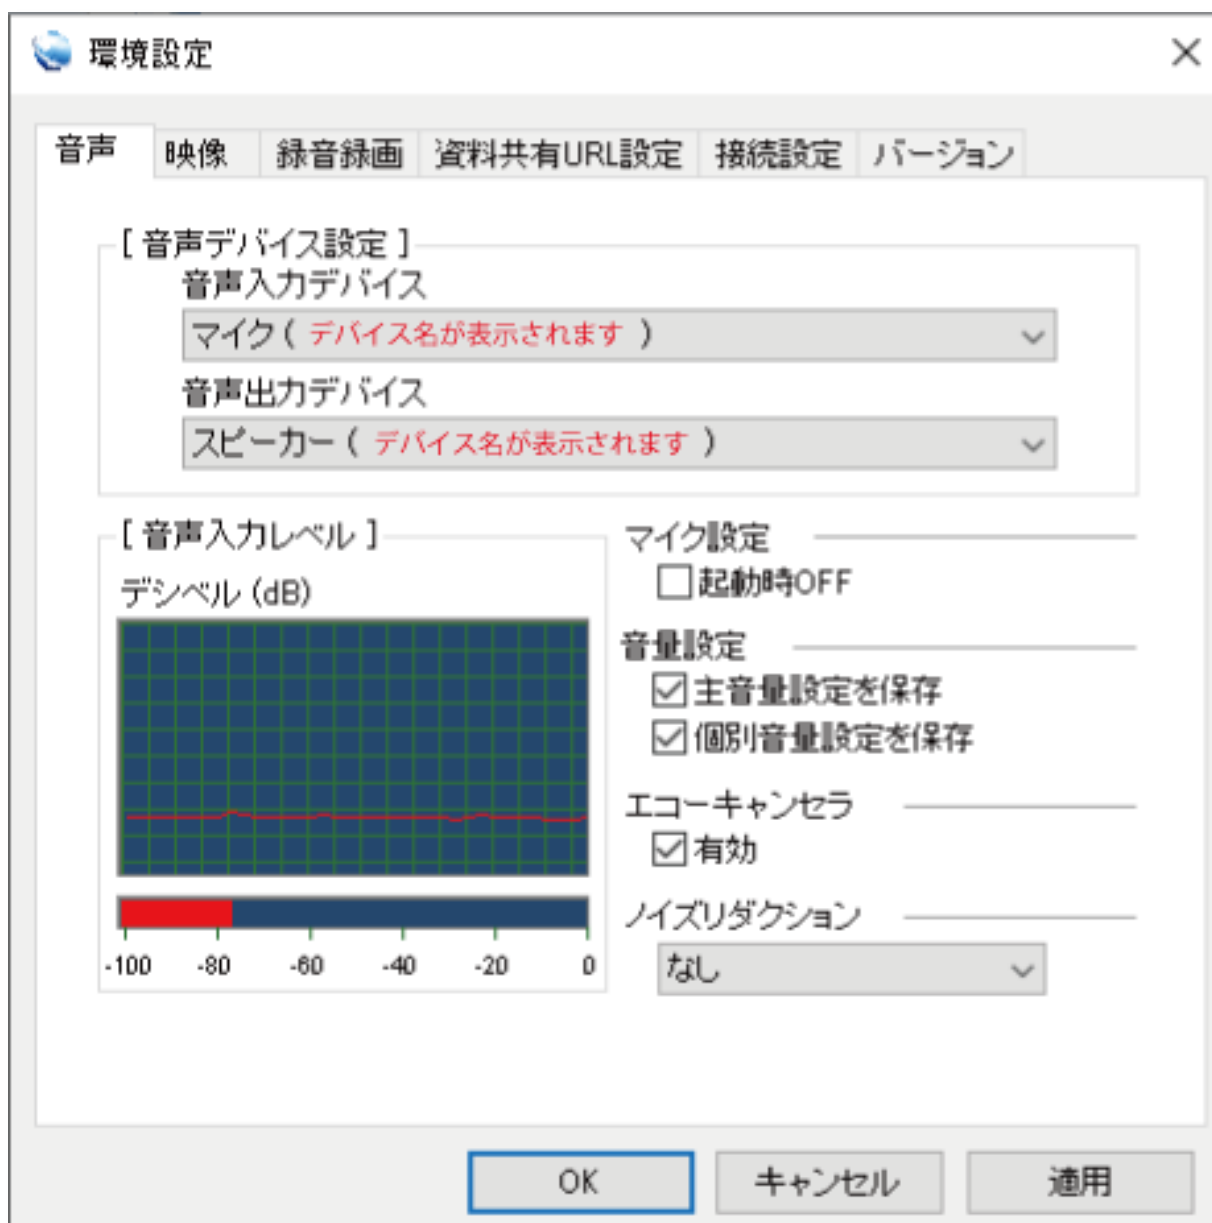 環境設定
音声 映像 録音録画 資料共有URL設定 接続設定 バージョン
[ 音声デバイス設定 ]
音声入力デバイス
マイク ( デバイス名が表示されます )
音声出力デバイス
スピーカー ( デバイス名が表示されます )
[ 音声入力レベル ]
デシベル (dB)
-100 -80 -60 -40 -20 0
マイク設定
起動時OFF
音量設定
主音量設定を保存
個別音量設定を保存
エコーキャンセラ
有効
ノイズリダクション
なし
OK キャンセル 適用